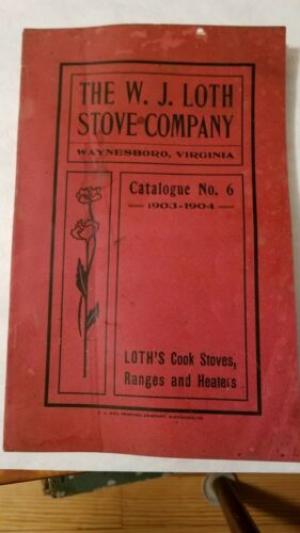 THE W. J. LOTH
STOVE COMPANY
WAYNESBORO, VIRGINIA
Catalogue No. 6
1903-1904
LOTH'S Cook Stoves,
Ranges and Heaters